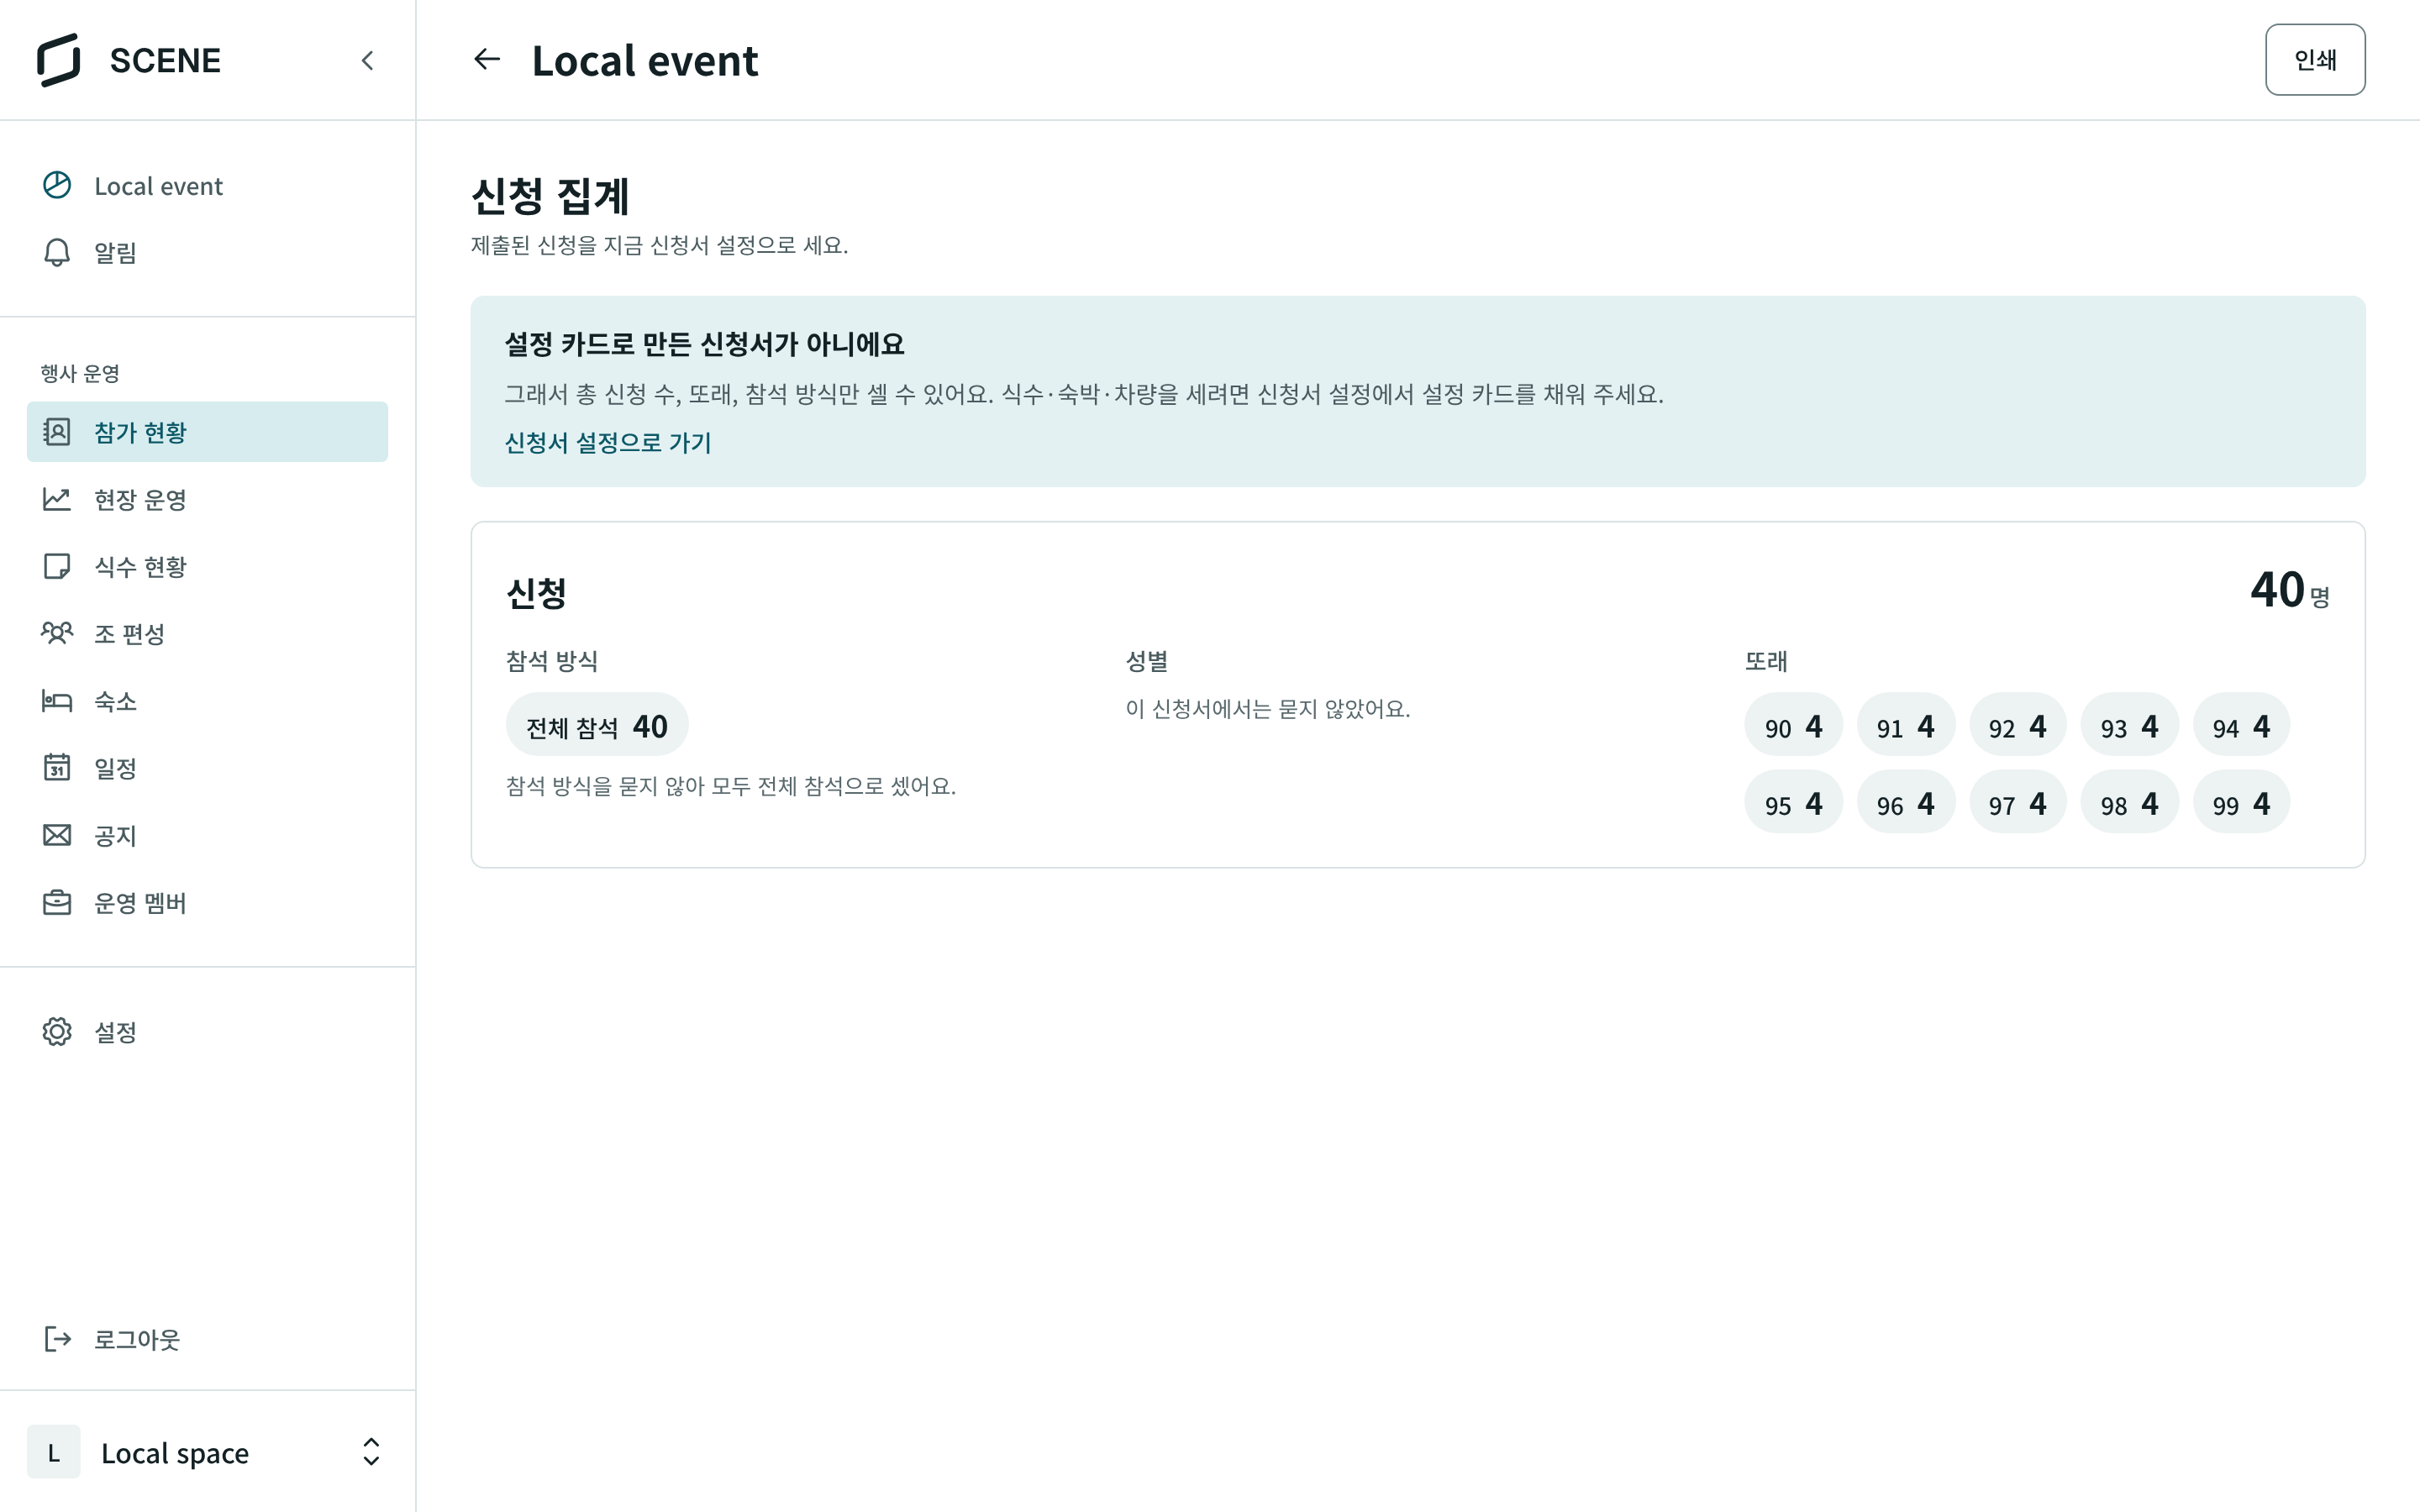 SCENE
Local event
알림
행사 운영
참가 현황
현장 운영
식수 현황
조 편성
숙소
일정
31
공지
운영 멤버
설정
로그아웃
L Local space
Local event
인쇄
신청 집계
제출된 신청을 지금 신청서 설정으로 세요.
설정 카드로 만든 신청서가 아니에요
그래서 총 신청 수, 또래, 참석 방식만 셀 수 있어요. 식수·숙박·차량을 세려면 신청서 설정에서 설정 카드를 채워 주세요.
신청서 설정으로 가기
신청 40명
참석 방식
전체 참석 40
참석 방식을 묻지 않아 모두 전체 참석으로 셌어요.
성별
이 신청서에서는 묻지 않았어요.
또래
90 4 91 4 92 4 93 4 94 4
95 4 96 4 97 4 98 4 99 4